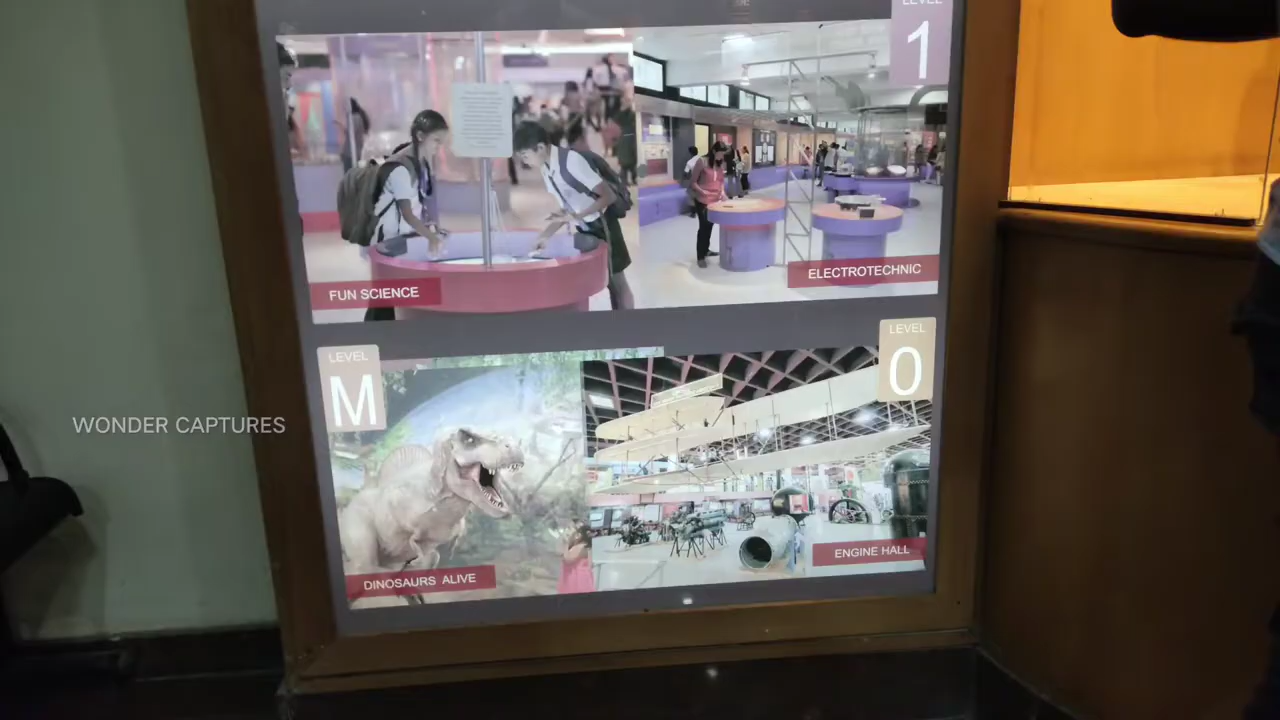 LEVEL
1
FUN SCIENCE
ELECTROTECHNIC
LEVEL
M
LEVEL
0
WONDER CAPTURES
DINOSAURS ALIVE
ENGINE HALL